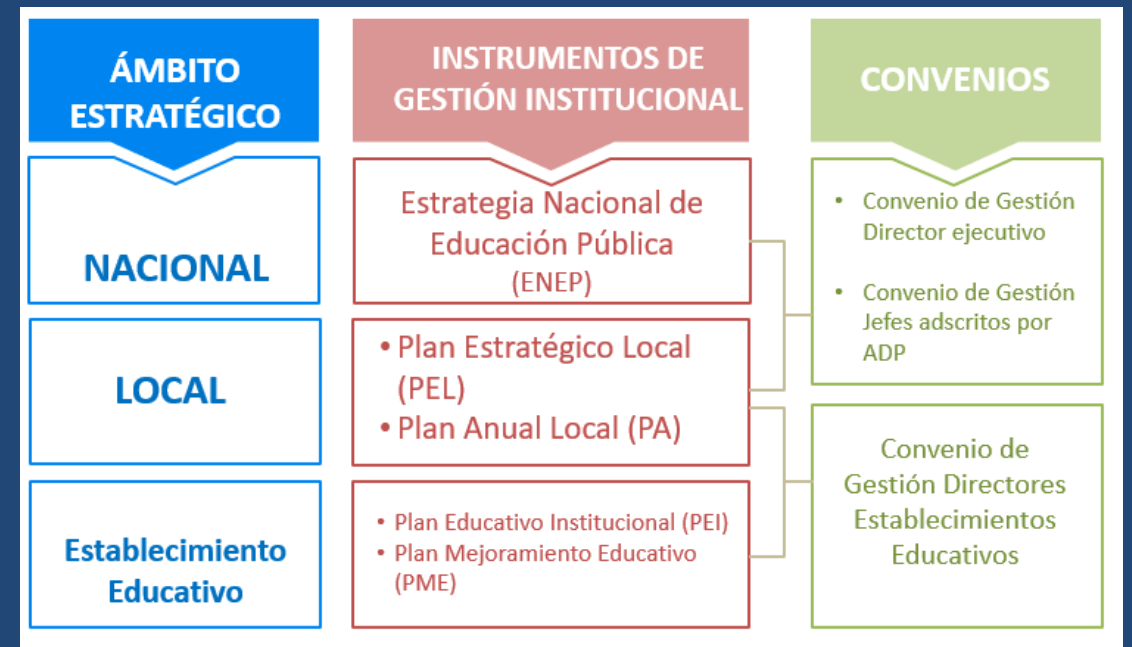 ÁMBITO
ESTRATÉGICO
INSTRUMENTOS DE
GESTIÓN INSTITUCIONAL
CONVENIOS
NACIONAL
Estrategia Nacional de
Educación Pública
(ENEP)
• Convenio de Gestión
Director ejecutivo
• Convenio de Gestión
Jefes adscritos por
ADP
LOCAL
• Plan Estratégico Local
(PEL)
• Plan Anual Local (PA)
Establecimiento
Educativo
• Plan Educativo Institucional (PEI)
• Plan Mejoramiento Educativo
(PME)
Convenio de
Gestión Directores
Establecimientos
Educativos